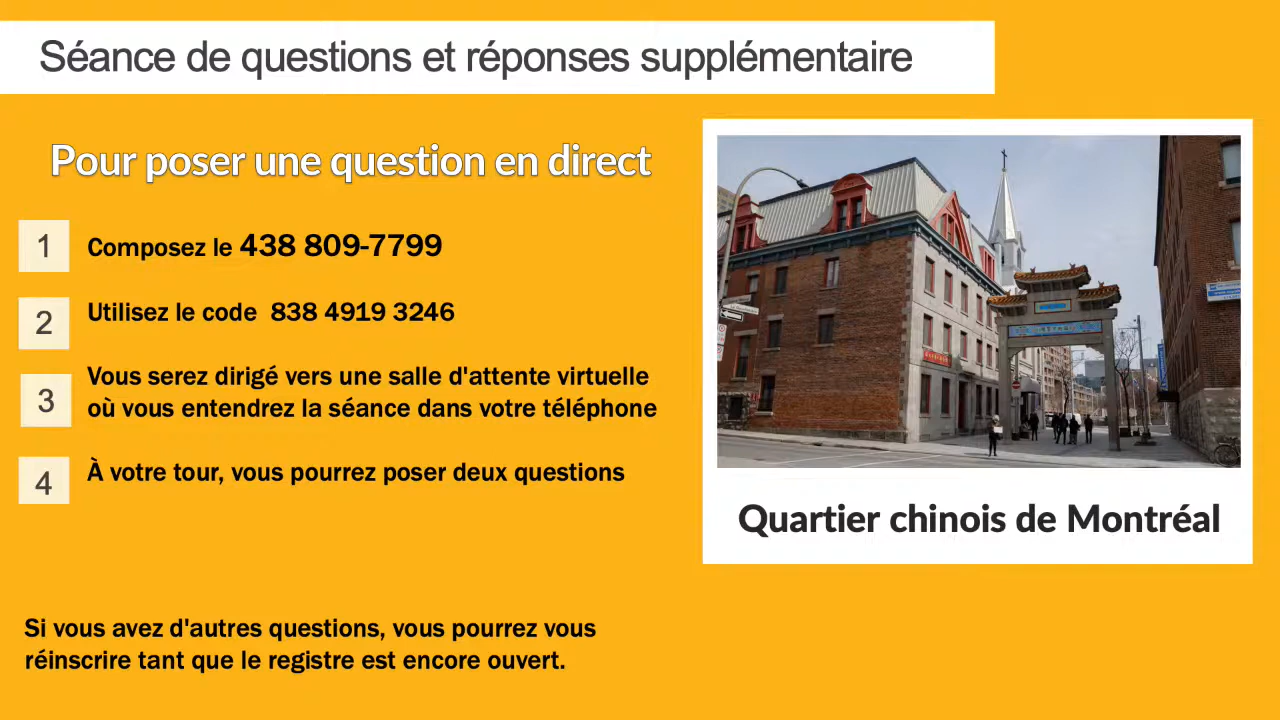 Séance de questions et réponses supplémentaire
Pour poser une question en direct
1
Composez le 438 809-7799
2
Utilisez le code 838 4919 3246
3
Vous serez dirigé vers une salle d'attente virtuelle
où vous entendrez la séance dans votre téléphone
4
À votre tour, vous pourrez poser deux questions
Si vous avez d'autres questions, vous pourrez vous
réinscrire tant que le registre est encore ouvert.
Quartier chinois de Montréal